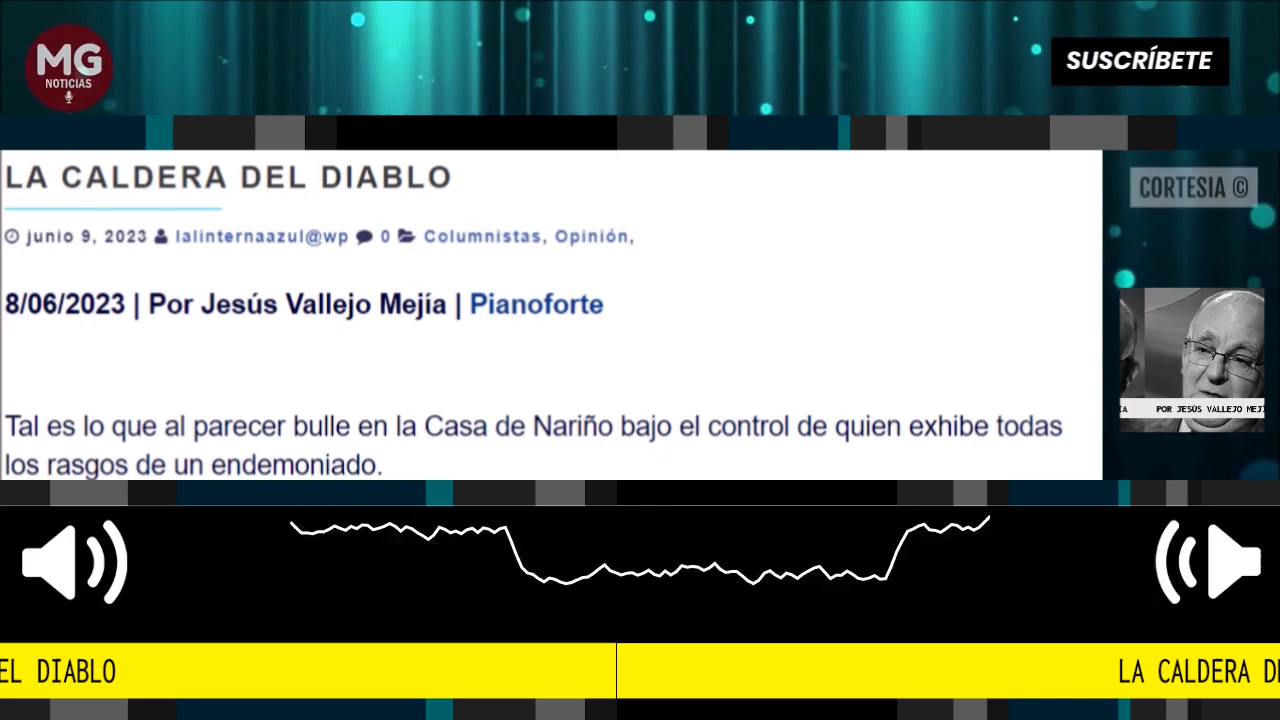 MG
NOTICIAS
SUSCRÍBETE
LA CALDERA DEL DIABLO
junio 9, 2023 lalinternaazul@wp 0 Columnistas, Opinión,
8/06/2023 | Por Jesús Vallejo Mejía | Pianoforte
Tal es lo que al parecer bulle en la Casa de Nariño bajo el control de quien exhibe todas
los rasgos de un endemoniado.
CORTESIA ©
IA POR JESÚS VALLEJO MEJÍ
EL DIABLO
LA CALDERA DE